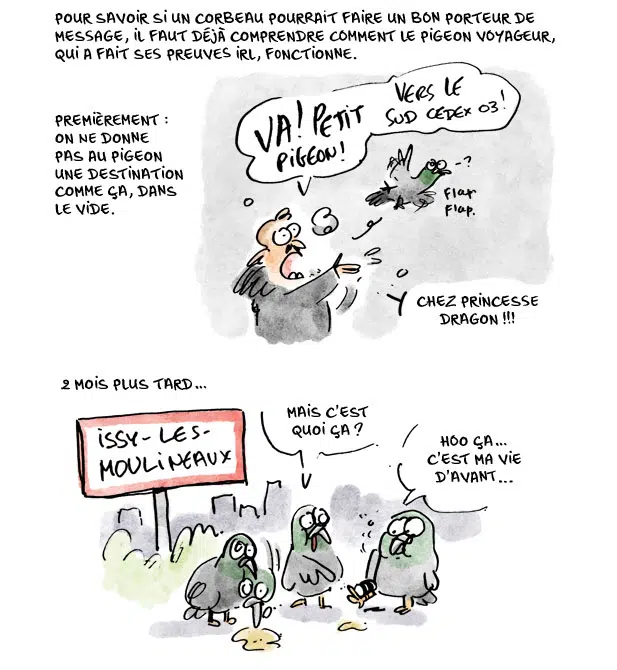 POUR SAVOIR SI UN CORBEAU POURRAIT FAIRE UN BON PORTEUR DE
MESSAGE, IL FAUT DÉJÀ COMPRENDRE COMMENT LE PIGEON VOYAGEUR,
QUI A FAIT SES PREUVES IRL, FONCTIONNE.
PREMIÈREMENT :
ON NE DONNE
PAS AU PIGEON
UNE DESTINATION
COMME ÇA, DANS
LE VIDE.
VA! PETIT
PIGEON!
VERS LE
SUD CEDEX 03!
-?
Flap
Flap.
CHEZ PRINCESSE
DRAGON !!!
2 MOIS PLUS TARD...
ISSY-LES-
MOULINEAUX
MAIS C'EST
QUOI ÇA ?
HOO ÇA...
C'EST MA VIE
D'AVANT...